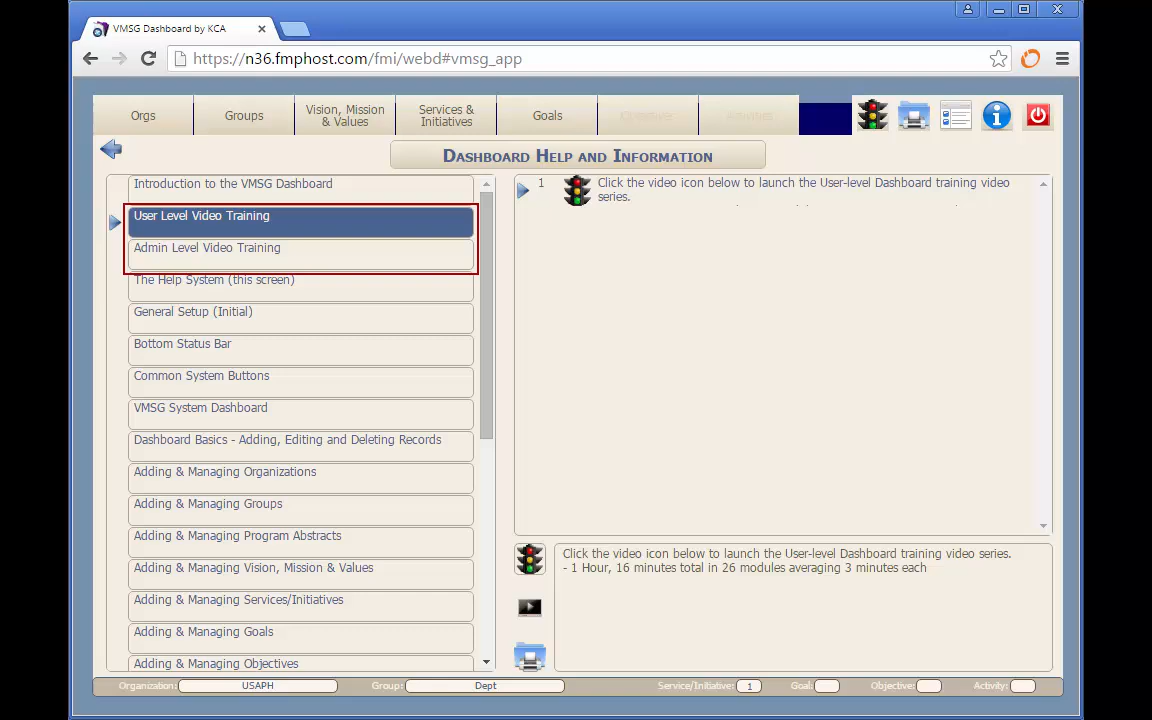 VMSG Dashboard by KCA
https://n36.fmphost.com/fmi/webd#vmsg_app
Orgs
Groups
Vision, Mission
& Values
Services &
Initiatives
Goals
Objectives
Activities
Dashboard Help and Information
Introduction to the VMSG Dashboard
User Level Video Training
Admin Level Video Training
The Help System (this screen)
General Setup (Initial)
Bottom Status Bar
Common System Buttons
VMSG System Dashboard
Dashboard Basics - Adding, Editing and Deleting Records
Adding & Managing Organizations
Adding & Managing Groups
Adding & Managing Program Abstracts
Adding & Managing Vision, Mission & Values
Adding & Managing Services/Initiatives
Adding & Managing Goals
Adding & Managing Objectives
1 Click the video icon below to launch the User-level Dashboard training video
series.
Click the video icon below to launch the User-level Dashboard training video series.
- 1 Hour, 16 minutes total in 26 modules averaging 3 minutes each
Organization: USAPH Group: Dept Service/Initiative: 1 Goal: Objective: Activity: